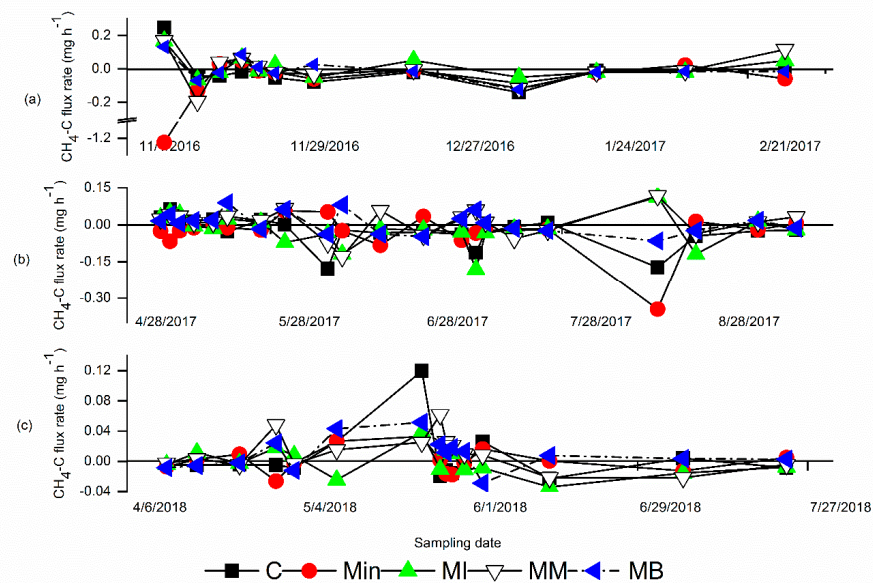 (a)
CH4-C flux rate (mg h-1)
0.2
0.0
-0.2
-1.2
11/1/2016 11/29/2016 12/27/2016 1/24/2017 2/21/2017
(b)
CH4-C flux rate (mg h-1)
0.15
0.00
-0.15
-0.30
4/28/2017 5/28/2017 6/28/2017 7/28/2017 8/28/2017
(c)
CH4-C flux rate (mg h-1)
0.12
0.08
0.04
0.00
-0.04
4/6/2018 5/4/2018 6/1/2018 6/29/2018 7/27/2018
Sampling date
C Min MI MM MB